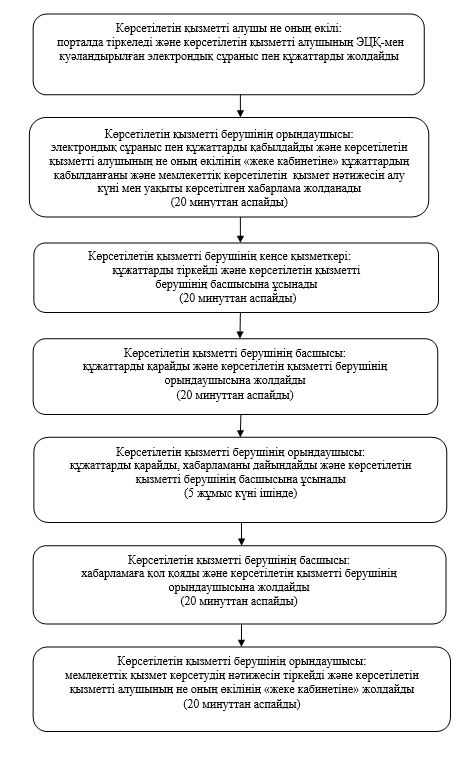 Көрсетілетін қызметті алушы не оның өкілі:
порталда тіркеледі және көрсетілетін қызметті алушының ЭЦҚ-мен
куәландырылған электрондық сұраныс пен құжаттарды жолдайды
Көрсетілетін қызметті берушінің орындаушысы:
электрондық сұраныс пен құжаттарды қабылдайды және көрсетілетін
қызметті алушының не оның өкілінің «жеке кабинетіне» құжаттардың
қабылданғаны және мемлекеттік көрсетілетін қызмет нәтижесін алу
күні мен уақыты көрсетілген хабарлама жолданады
(20 минуттан аспайды)
Көрсетілетін қызметті берушінің кеңсе қызметкері:
құжаттарды тіркейді және көрсетілетін қызметті
берушінің басшысына ұсынады
(20 минуттан аспайды)
Көрсетілетін қызметті берушінің басшысы:
құжаттарды қарайды және көрсетілетін қызметті берушінің
орындаушысына жолдайды
(20 минуттан аспайды)
Көрсетілетін қызметті берушінің орындаушысы:
құжаттарды қарайды, хабарламаны дайындайды және көрсетілетін
қызметті берушінің басшысына ұсынады
(5 жұмыс күні ішінде)
Көрсетілетін қызметті берушінің басшысы:
хабарламаға қол қояды және көрсетілетін қызметті берушінің
орындаушысына жолдайды
(20 минуттан аспайды)
Көрсетілетін қызметті берушінің орындаушысы:
мемлекеттік қызмет көрсетудің нәтижесін тіркейді және көрсетілетін
қызметті алушының не оның өкілінің «жеке кабинетіне» жолдайды
(20 минуттан аспайды)